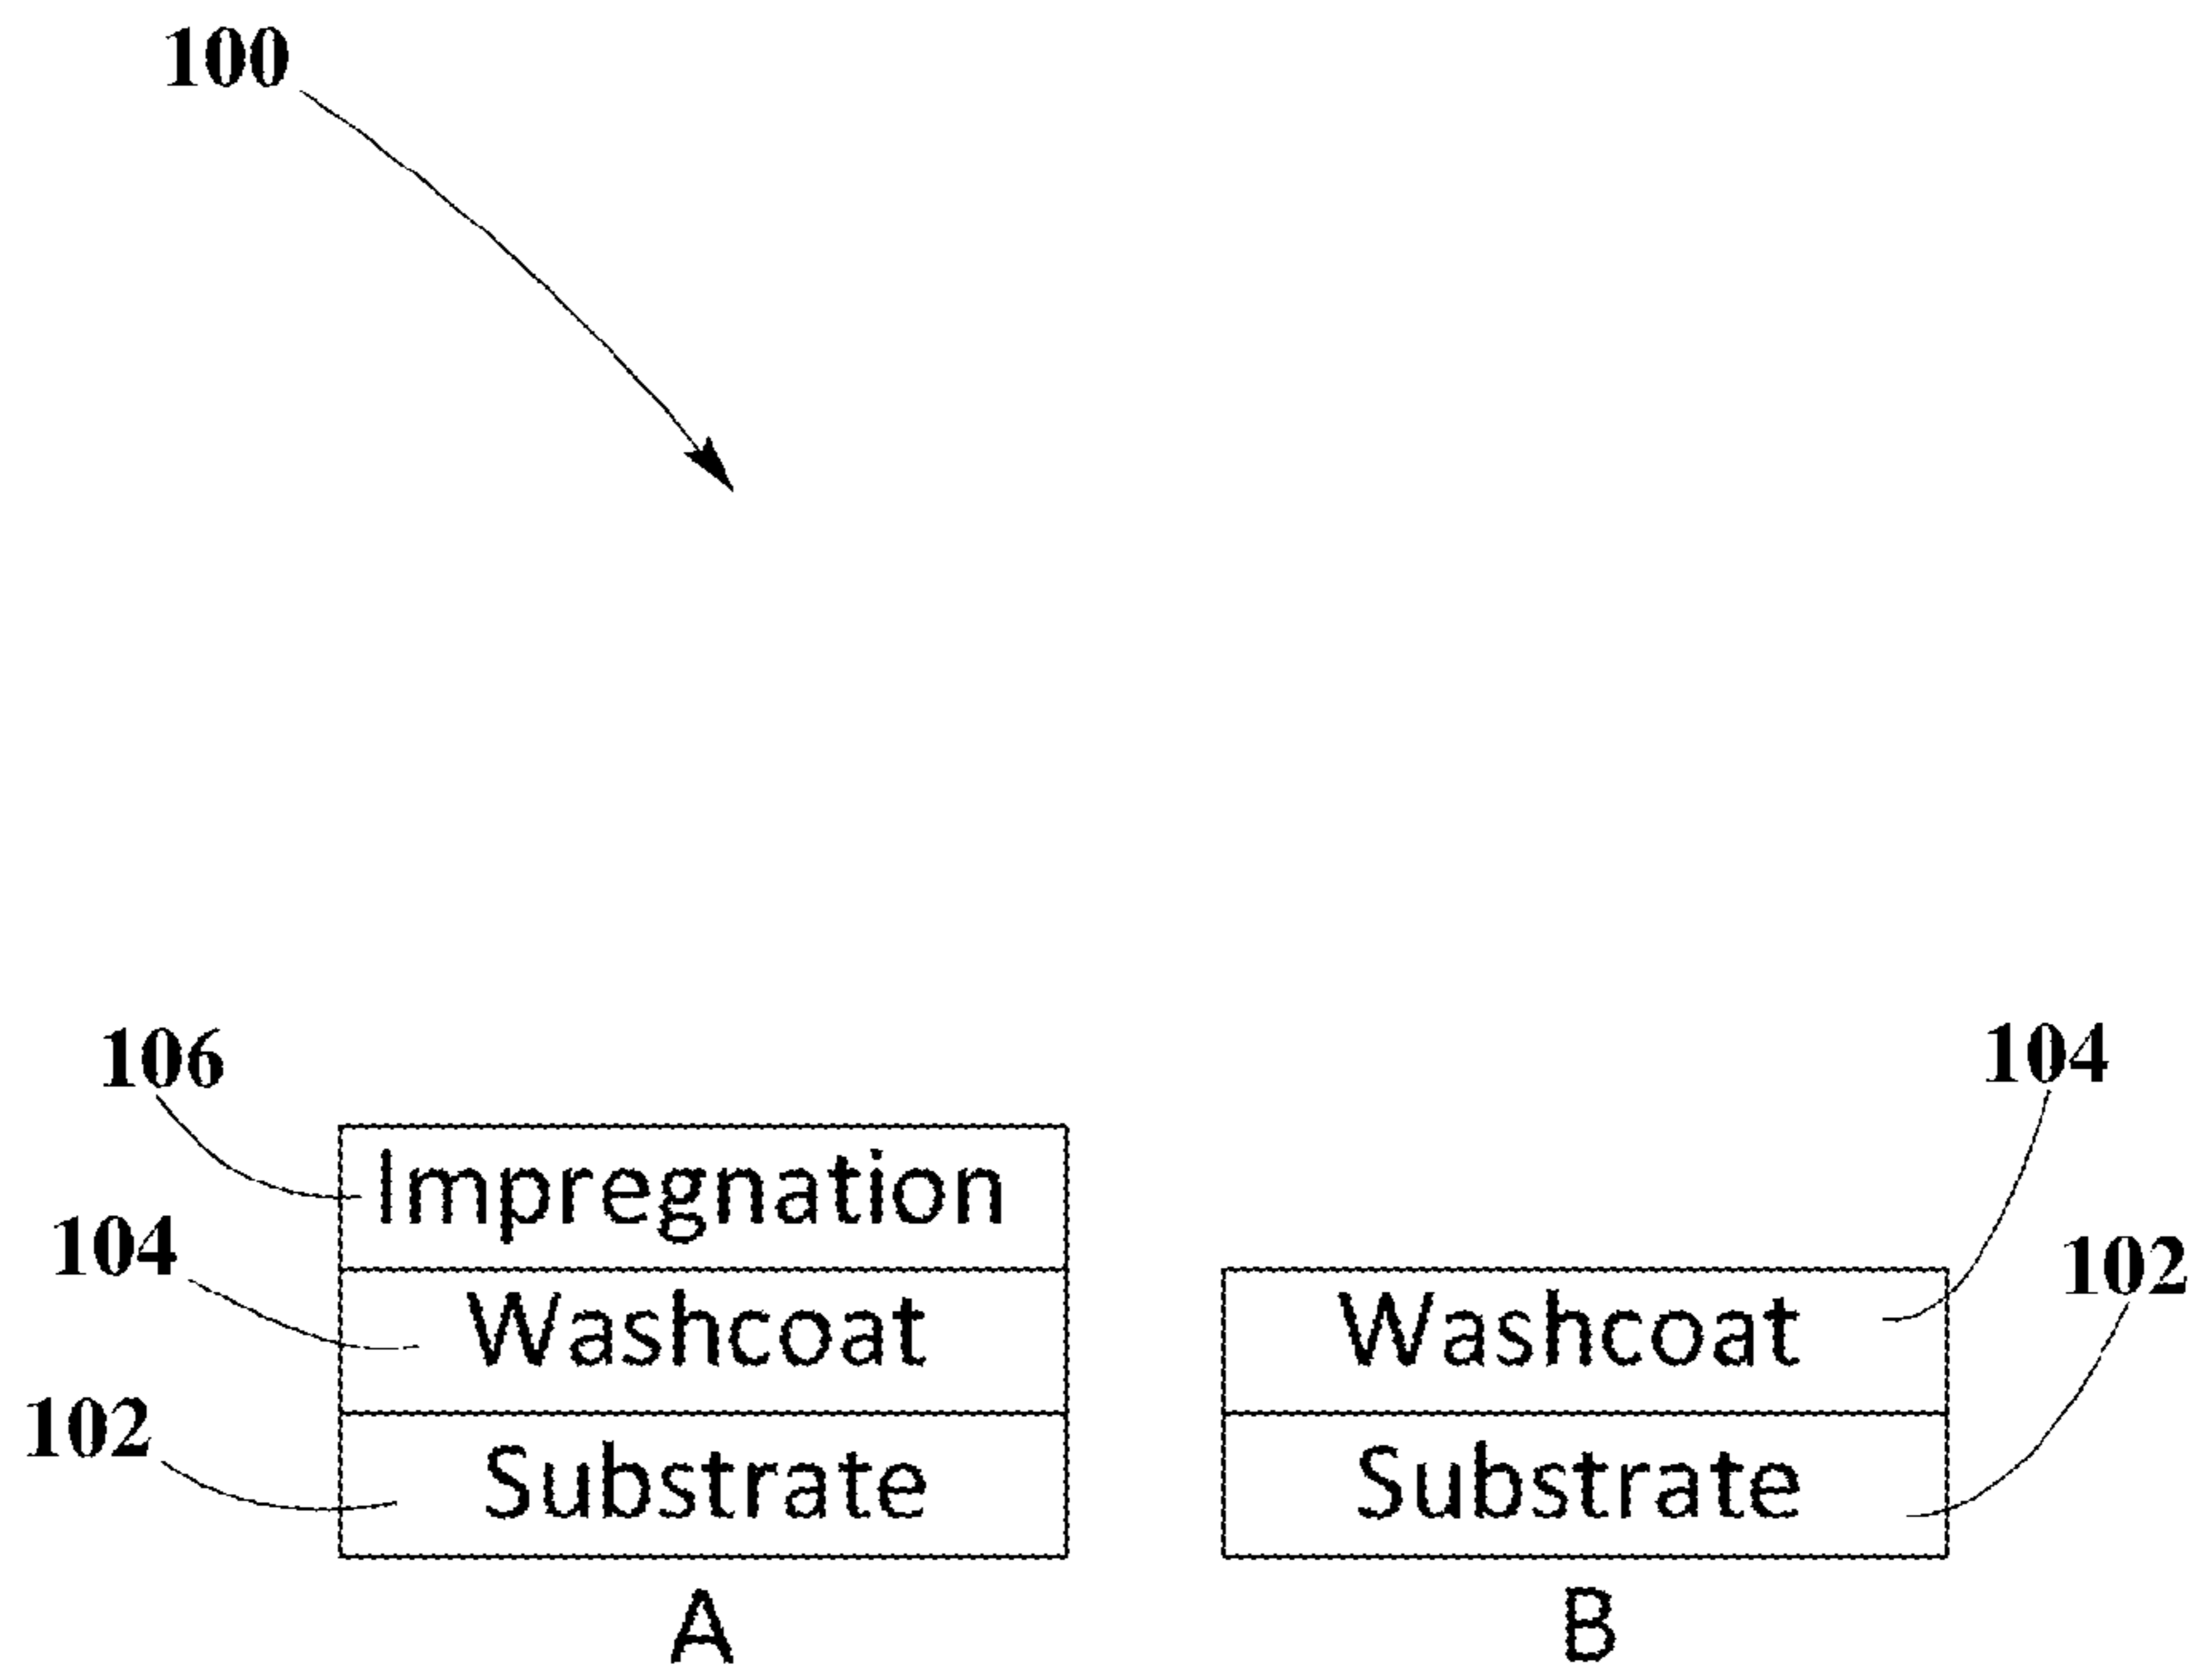 100
106
104
Impregnation
104
Washcoat
Washcoat
102
102
Substrate
Substrate
A
B